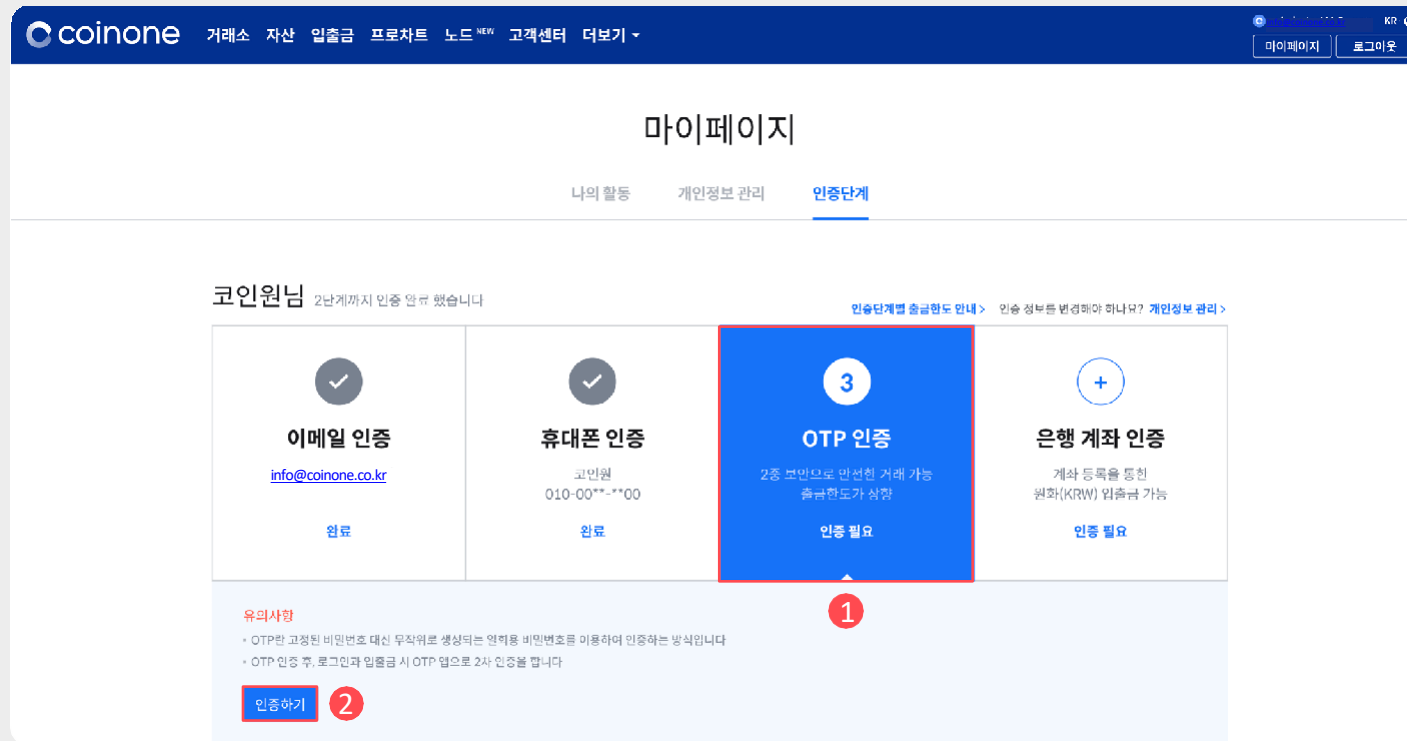 coinone 거래소 자산 입출금 프로차트 노드 NEW 고객센터 더보기
KR
마이페이지 로그아웃
마이페이지
나의 활동 개인정보 관리 인증단계
코인원님 2단계까지 인증 완료 했습니다
인증단계별 출금한도 안내 > 인증 정보를 변경해야 하나요? 개인정보 관리 >
이메일 인증
info@coinone.co.kr
완료
휴대폰 인증
코인원
010-00**-**00
완료
3
OTP 인증
2중 보안으로 안전한 거래 가능
출금한도가 상향
인증 필요
+
은행 계좌 인증
계좌 등록을 통한
원화(KRW) 입출금 가능
인증 필요
1
유의사항
• OTP란 고정된 비밀번호 대신 무작위로 생성되는 일회용 비밀번호를 이용하여 인증하는 방식입니다
• OTP 인증 후, 로그인과 입출금 시 OTP 앱으로 2차 인증을 합니다
인증하기 2